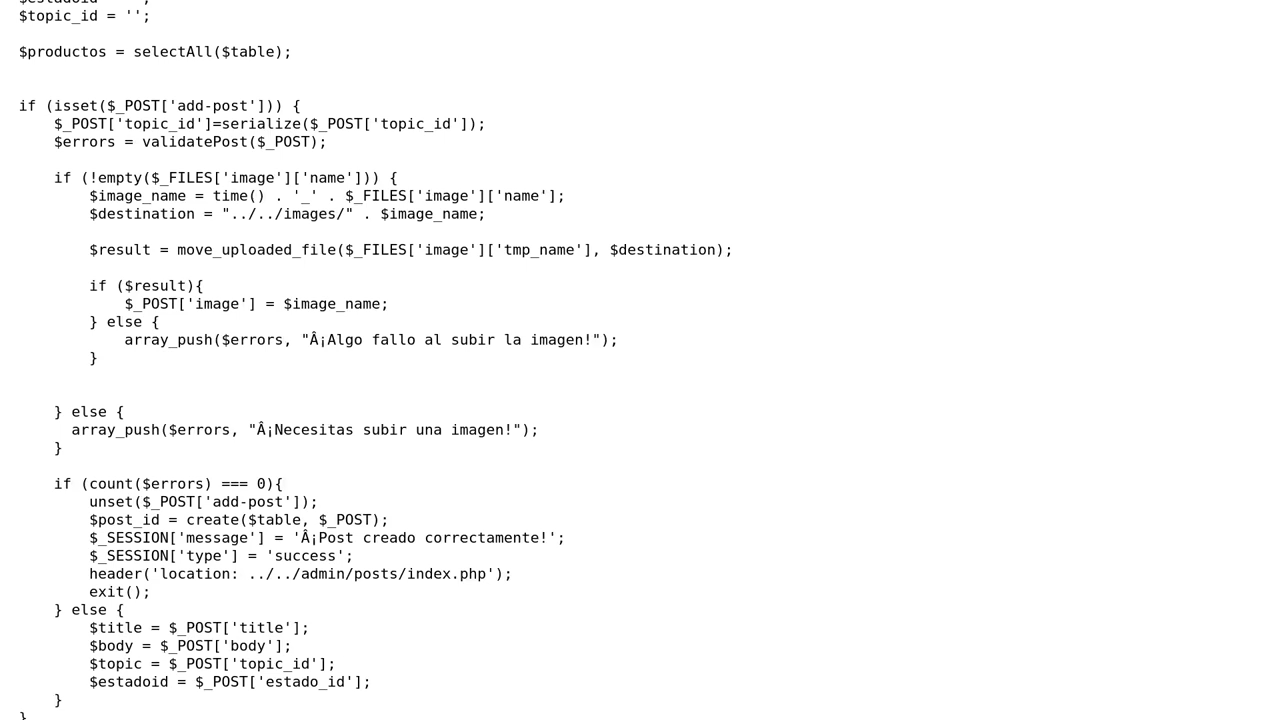 $topic_id = '';
$productos = selectAll($table);
if (isset($_POST['add-post'])) {
$_POST['topic_id']=serialize($_POST['topic_id']);
$errors = validatePost($_POST);
if (!empty($_FILES['image']['name'])) {
$image_name = time() . '_' . $_FILES['image']['name'];
$destination = "../../images/" . $image_name;
$result = move_uploaded_file($_FILES['image']['tmp_name'], $destination);
if ($result){
$_POST['image'] = $image_name;
} else {
array_push($errors, "Â¡Algo fallo al subir la imagen!");
}
} else {
array_push($errors, "Â¡Necesitas subir una imagen!");
}
if (count($errors) === 0){
unset($_POST['add-post']);
$post_id = create($table, $_POST);
$_SESSION['message'] = 'Â¡Post creado correctamente!';
$_SESSION['type'] = 'success';
header('location: ../../admin/posts/index.php');
exit();
} else {
$title = $_POST['title'];
$body = $_POST['body'];
$topic = $_POST['topic_id'];
$estadoid = $_POST['estado_id'];
}
}